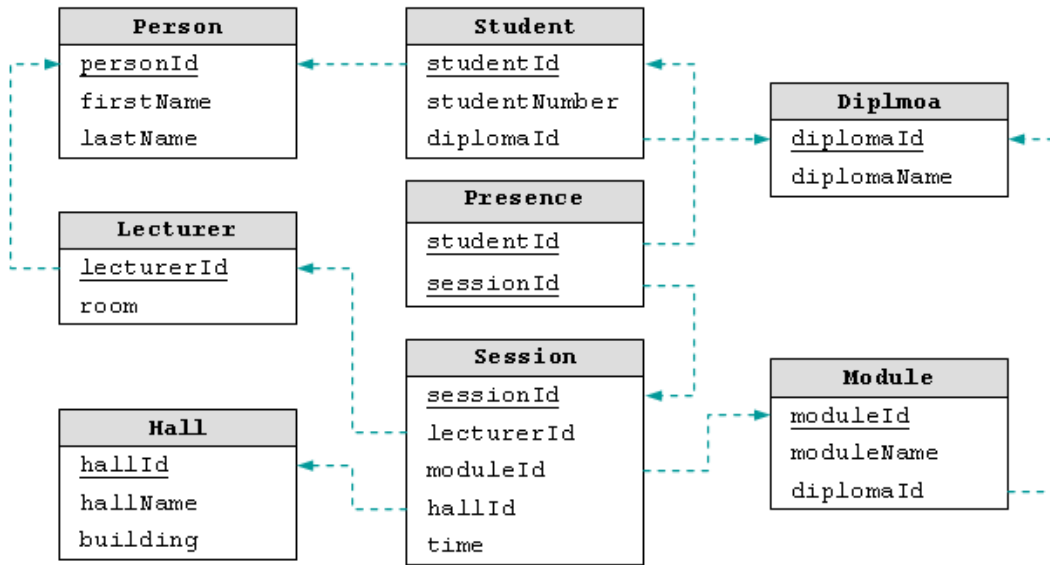 Person
personId
firstName
lastName
Student
studentId
studentNumber
diplomaId
Diplmoa
diplomaId
diplomaName
Presence
studentId
sessionId
Lecturer
lecturerId
room
Session
sessionId
lecturerId
moduleId
hallId
time
Module
moduleId
moduleName
diplomaId
Hall
hallId
hallName
building